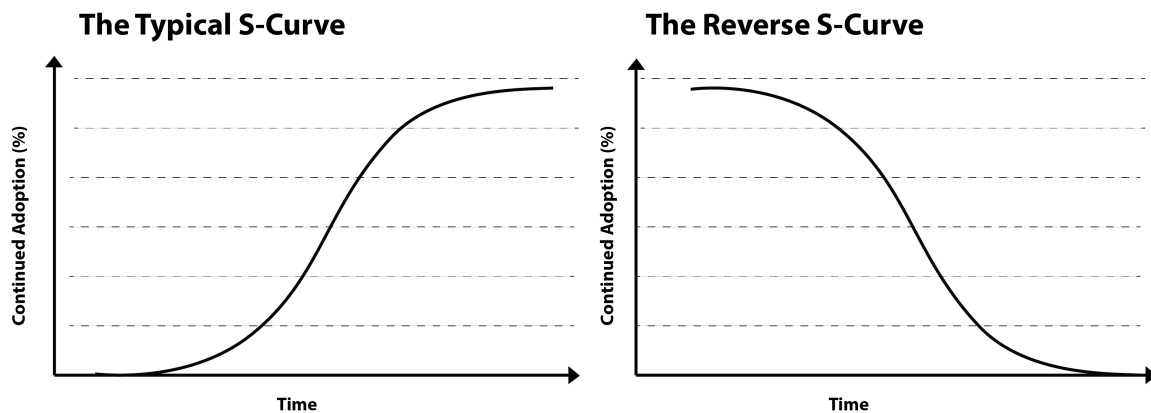 The Typical S-Curve
Continued Adoption (%)
Time
The Reverse S-Curve
Continued Adoption (%)
Time